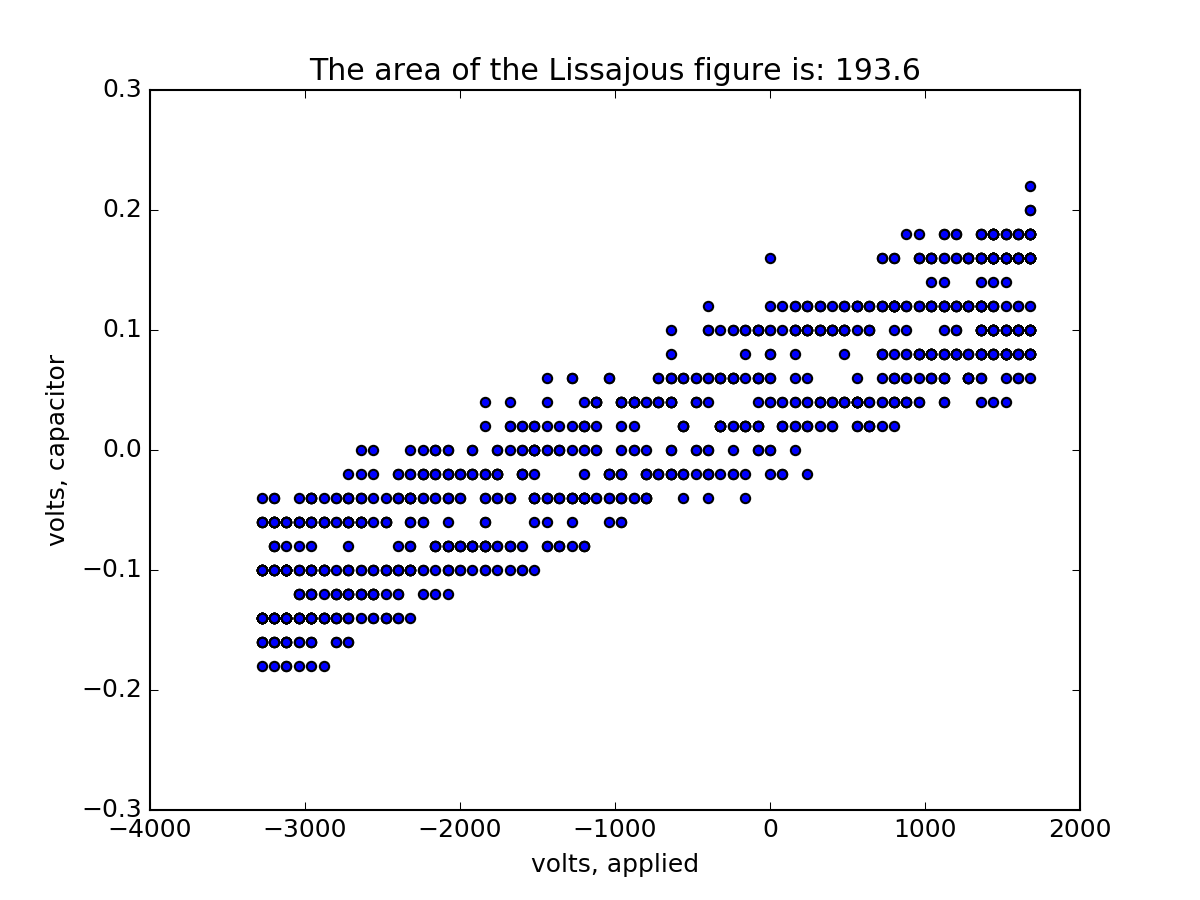 The area of the Lissajous figure is: 193.6
0.3
0.2
0.1
0.0
−0.1
−0.2
−0.3
−4000 −3000 −2000 −1000 0 1000 2000
volts, capacitor
volts, applied